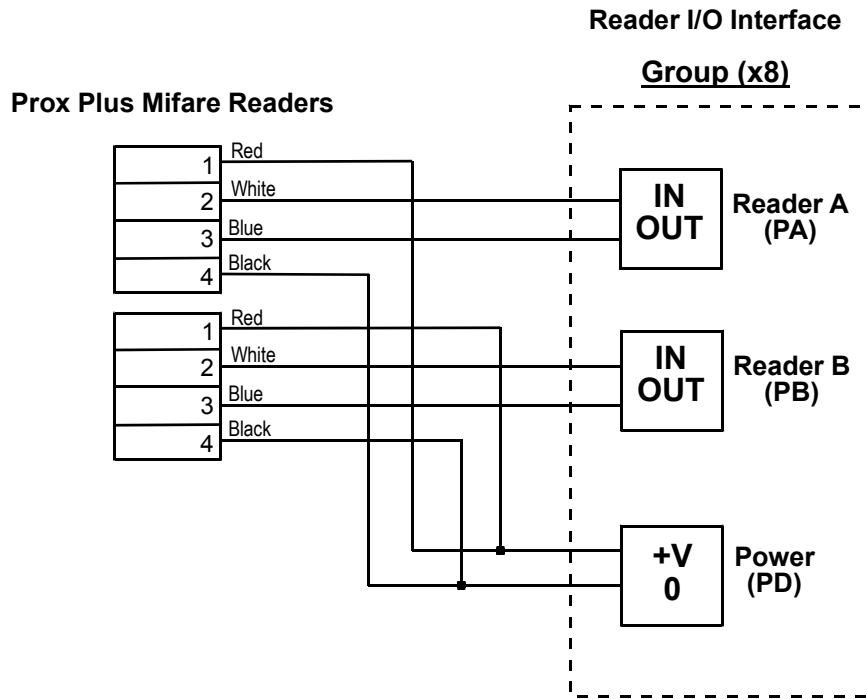 Reader I/O Interface
Group (x8)
Prox Plus Mifare Readers
1 Red
2 White
3 Blue
4 Black
1 Red
2 White
3 Blue
4 Black
IN
OUT
Reader A
(PA)
IN
OUT
Reader B
(PB)
+V
0
Power
(PD)